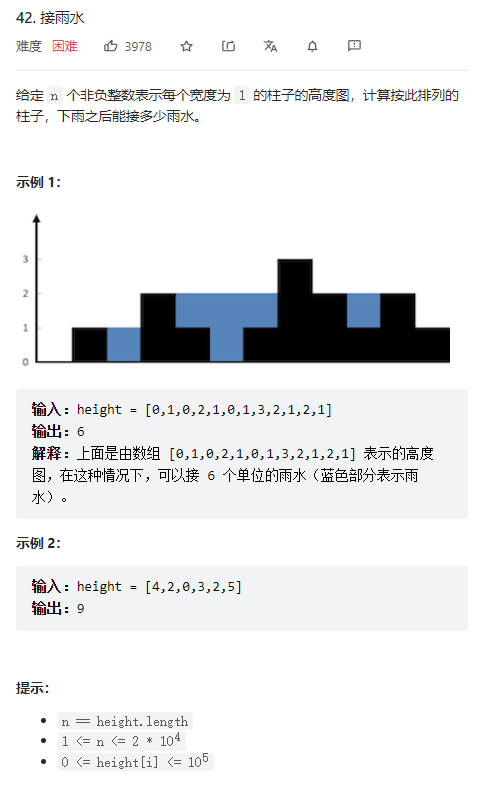 42. 接雨水
难度 困难 3978
给定 n 个非负整数表示每个宽度为 1 的柱子的高度图，计算按此排列的
柱子，下雨之后能接多少雨水。
示例 1：
3
2
1
0
输入：height = [0,1,0,2,1,0,1,3,2,1,2,1]
输出：6
解释：上面是由数组 [0,1,0,2,1,0,1,3,2,1,2,1] 表示的高度
图，在这种情况下，可以接 6 个单位的雨水（蓝色部分表示雨
水）。
示例 2：
输入：height = [4,2,0,3,2,5]
输出：9
提示：
n == height.length
1 <= n <= 2 * 10⁴
0 <= height[i] <= 10⁵